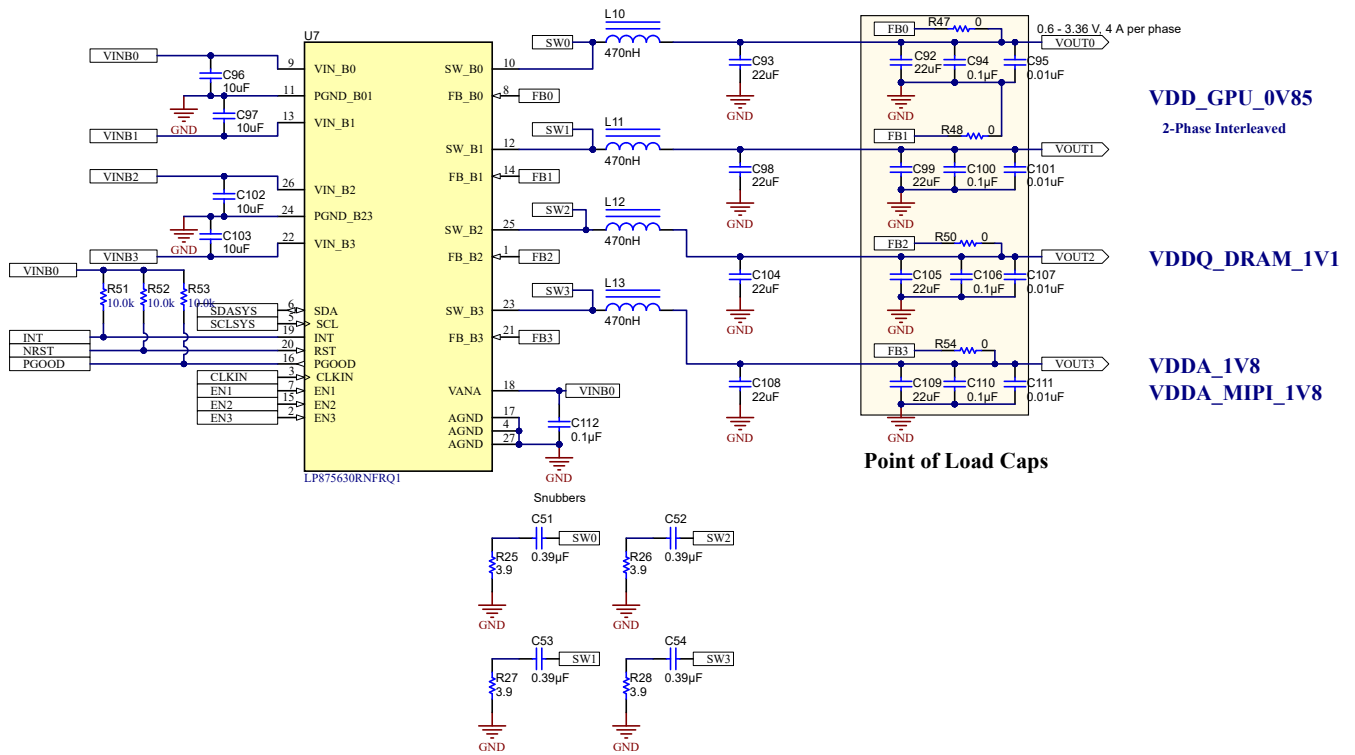 U7
VINB0
C96
10uF
GND
C97
10uF
VINB1
VINB2
C102
10uF
GND
C103
10uF
VINB3
VINB0
R51
10.0k
R52
10.0k
R53
10.0k
INT
NRST
PGOOD
SDASYS
SCLSYS
CLKIN
EN1
EN2
EN3
9 VIN_B0
11 PGND_B01
13 VIN_B1
26 VIN_B2
24 PGND_B23
22 VIN_B3
6 SDA
5 SCL
19 INT
20 RST
16 PGOOD
3 CLKIN
7 EN1
15 EN2
2 EN3
SW_B0 10
FB_B0 8 FB0
SW_B1 12
FB_B1 14 FB1
SW_B2 25
FB_B2 1 FB2
SW_B3 23
FB_B3 21 FB3
VANA 18 VINB0
AGND 17
AGND 4
AGND 27
C112
0.1µF
GND
LP875630RNFRQ1
SW0
L10
470nH
C93
22uF
GND
SW1
L11
470nH
C98
22uF
GND
SW2
L12
470nH
C104
22uF
GND
SW3
L13
470nH
C108
22uF
GND
FB0 R47 0
0.6 - 3.36 V, 4 A per phase
VOUT0
C92
22uF
C94
0.1µF
C95
0.01uF
GND
FB1 R48 0
VOUT1
C99
22uF
C100
0.1µF
C101
0.01uF
GND
FB2 R50 0
VOUT2
C105
22uF
C106
0.1µF
C107
0.01uF
GND
FB3 R54 0
VOUT3
C109
22uF
C110
0.1µF
C111
0.01uF
GND
Point of Load Caps
VDD_GPU_0V85
2-Phase Interleaved
VDDQ_DRAM_1V1
VDDA_1V8
VDDA_MIPI_1V8
Snubbers
C51
0.39µF
SW0
R25
3.9
GND
C52
0.39µF
SW2
R26
3.9
GND
C53
0.39µF
SW1
R27
3.9
GND
C54
0.39µF
SW3
R28
3.9
GND